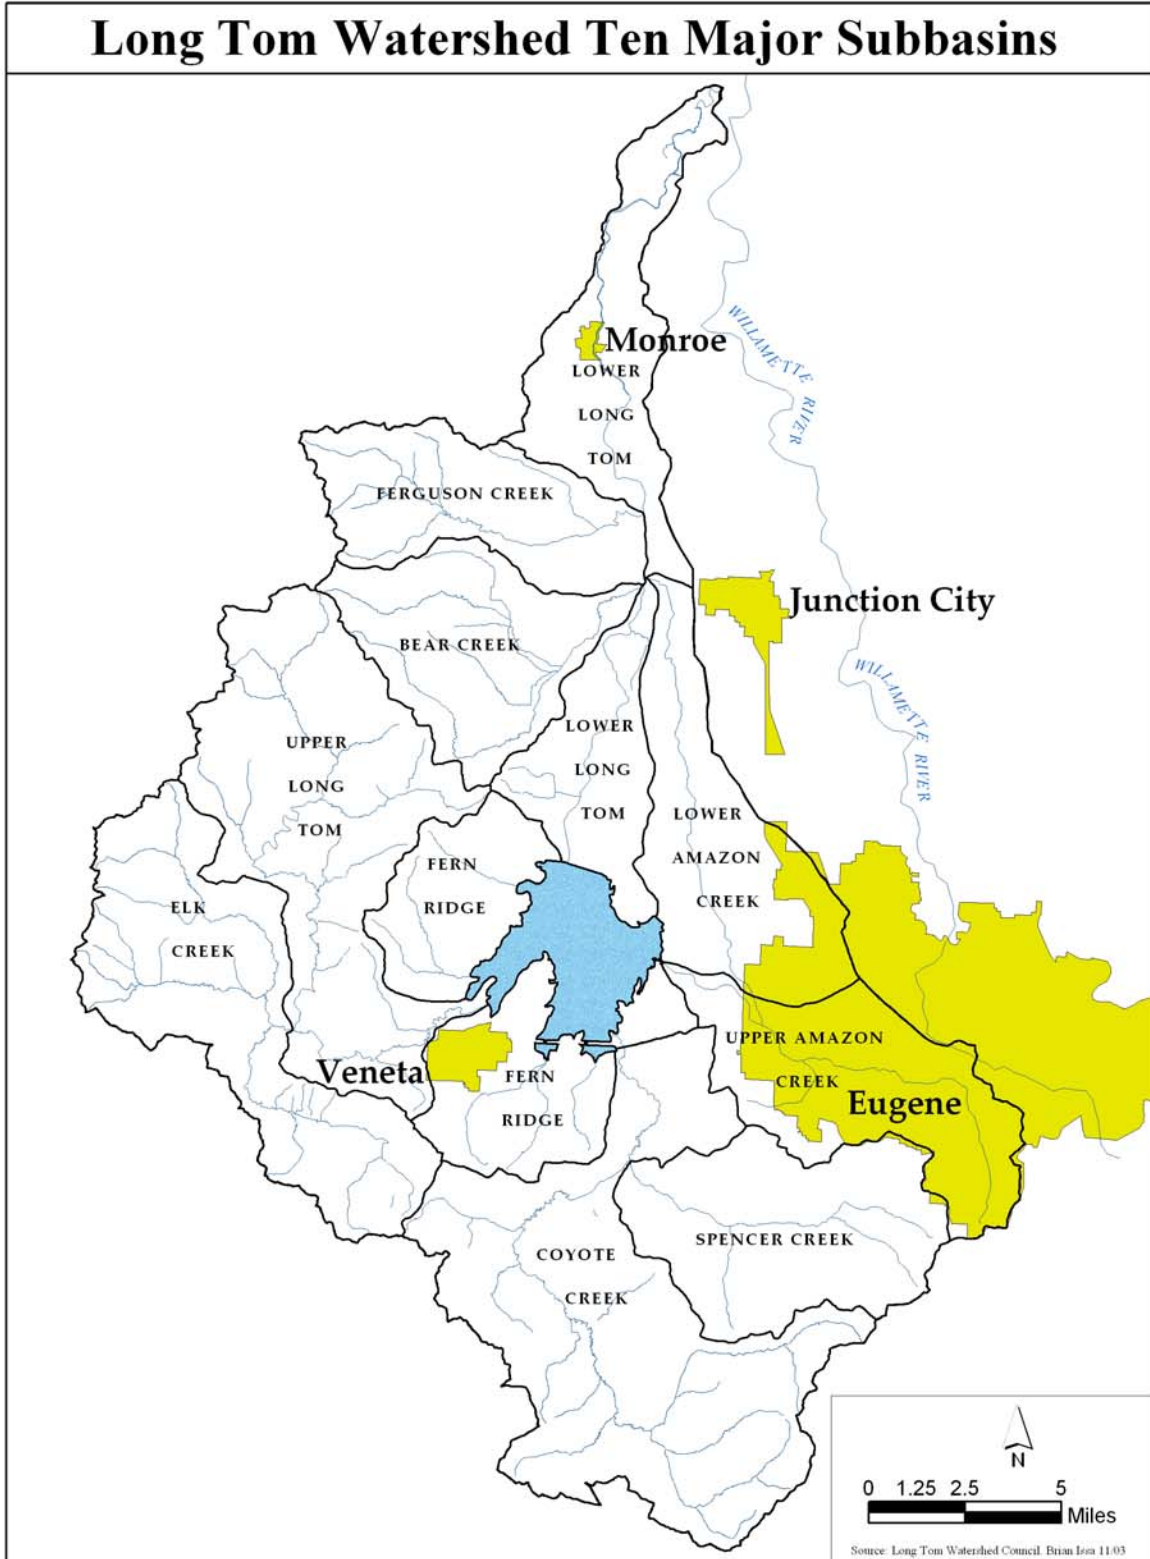 Long Tom Watershed Ten Major Subbasins
Monroe
LOWER
LONG
TOM
WILLAMETTE RIVER
FERGUSON CREEK
Junction City
BEAR CREEK
WILLAMETTE RIVER
UPPER
LONG
TOM
LOWER
LONG
TOM
LOWER
AMAZON
CREEK
FERN
RIDGE
ELK
CREEK
UPPER AMAZON
CREEK
Eugene
Veneta
FERN
RIDGE
SPENCER CREEK
COYOTE
CREEK
N
0 1.25 2.5 5
Miles
Source: Long Tom Watershed Council. Brian Issa 11/03